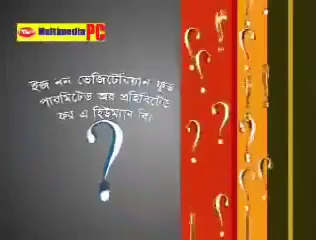 Multimedia PC
ইজ নন ভেজিটেরিয়ান ফুড
পারমিটেড অর প্রহিবিটেড
ফর এ হিউম্যান বিং
?